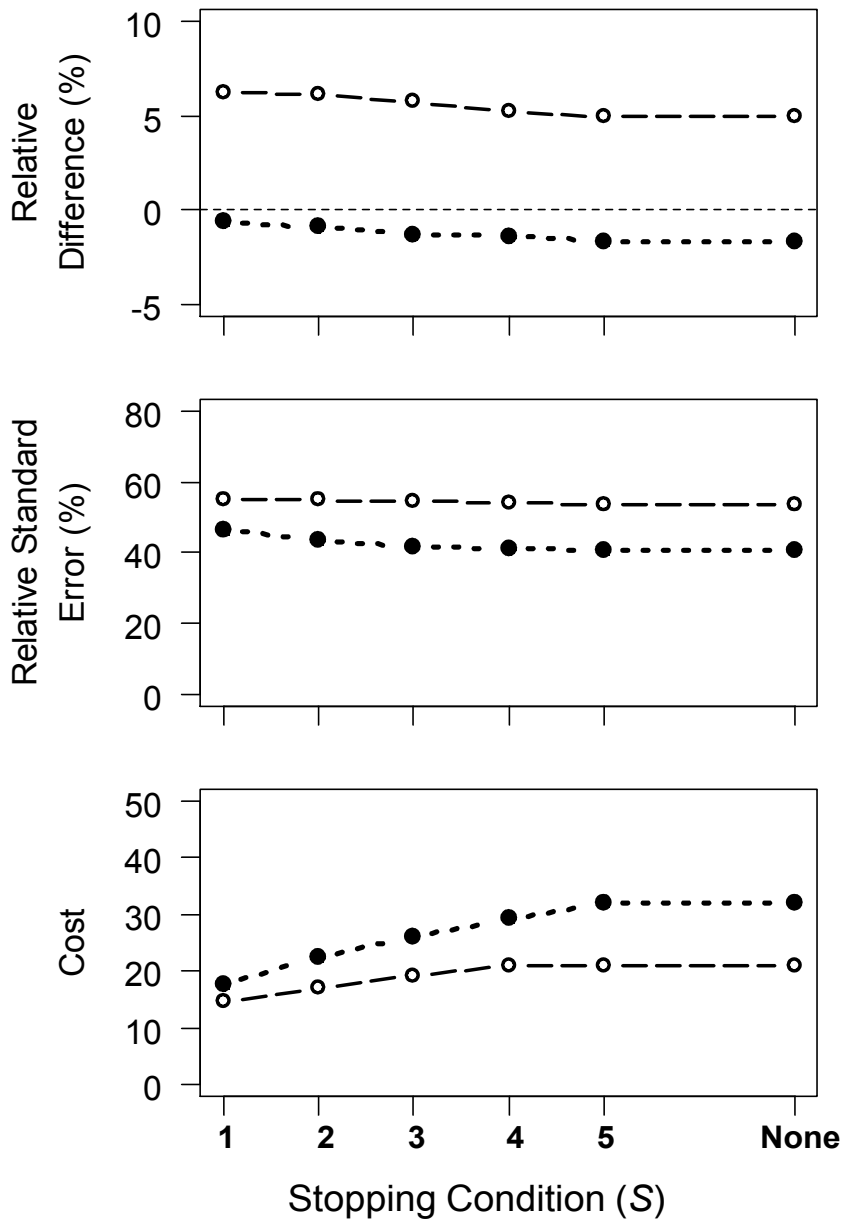 Relative
Difference (%)
10
5
0
-5
Relative Standard
Error (%)
80
60
40
20
0
Cost
50
40
30
20
10
0
1 2 3 4 5 None
Stopping Condition (S)